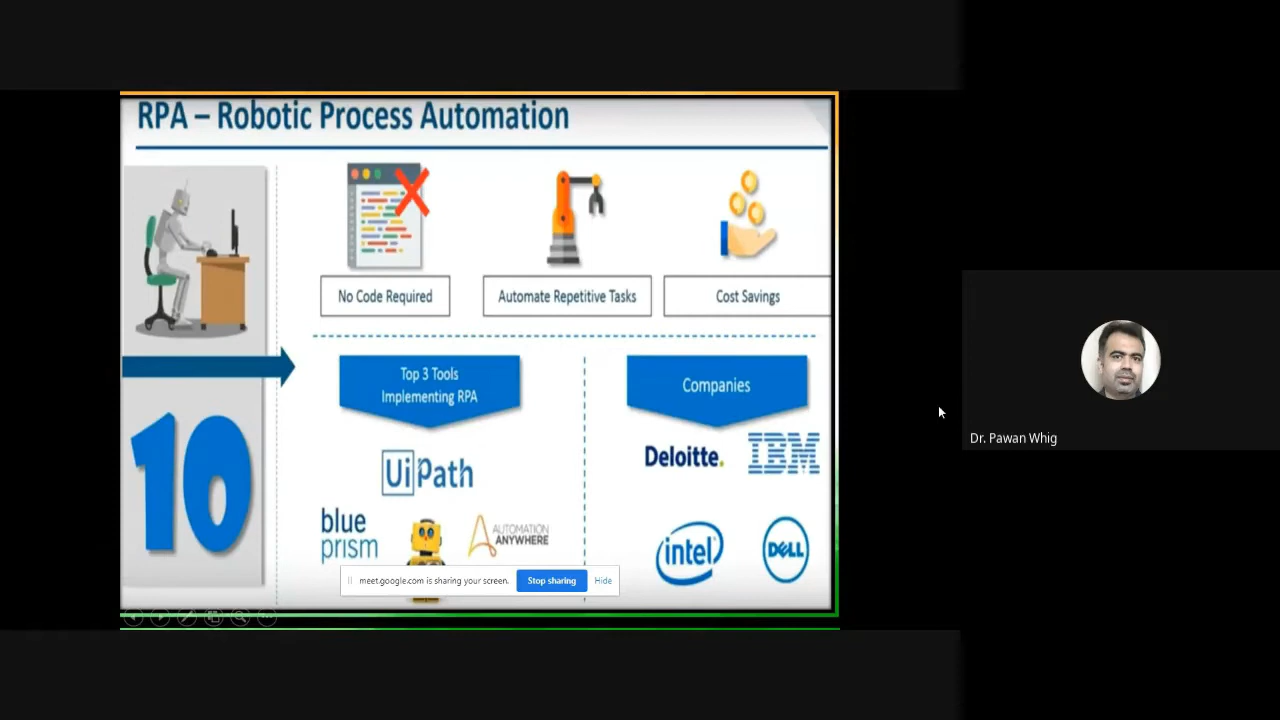 RPA – Robotic Process Automation
No Code Required
Automate Repetitive Tasks
Cost Savings
Top 3 Tools
Implementing RPA
Companies
UiPath
blue
prism
AUTOMATION
ANYWHERE
Deloitte.
IBM
intel
DELL
10
meet.google.com is sharing your screen.
Stop sharing
Hide
Dr. Pawan Whig